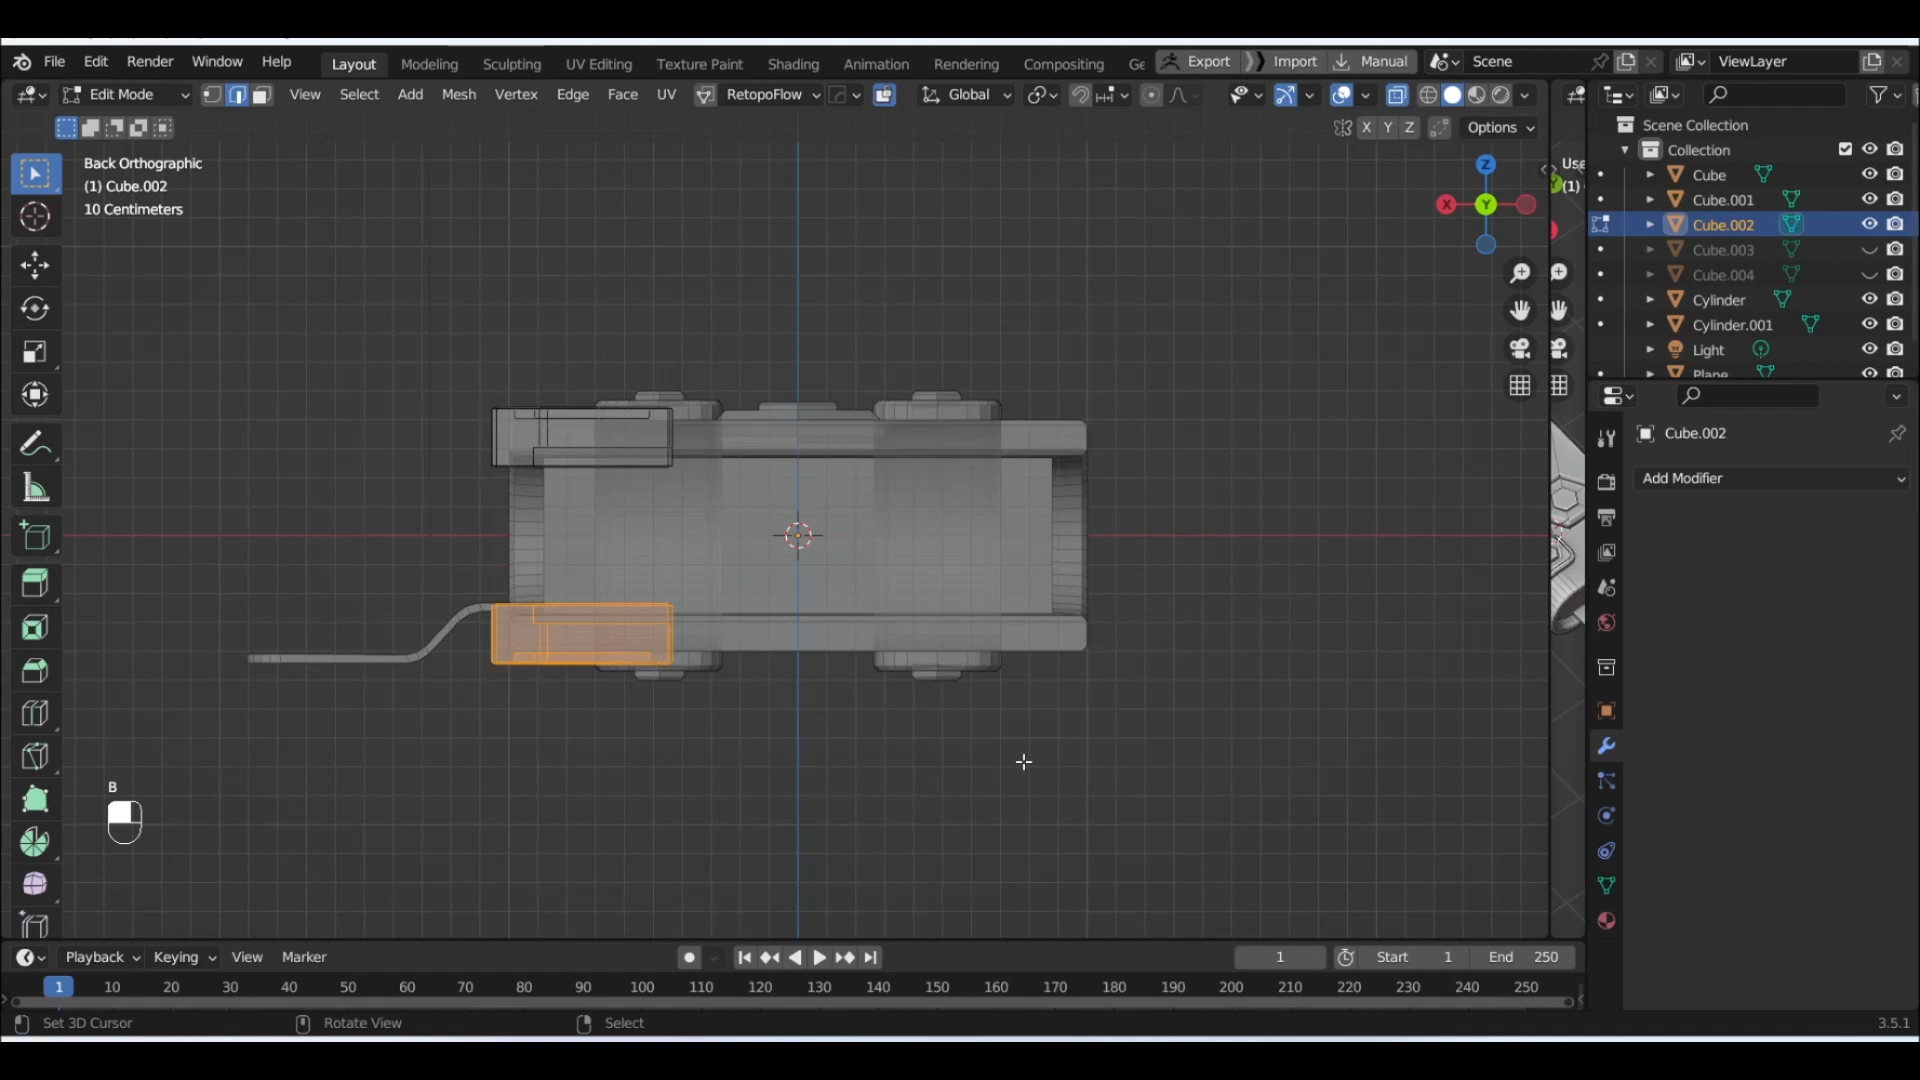 File Edit Render Window Help Layout Modeling Sculpting UV Editing Texture Paint Shading Animation Rendering Compositing Ge Export Import Manual Scene ViewLayer
Edit Mode View Select Add Mesh Vertex Edge Face UV RetopoFlow Global
X Y Z Options
Scene Collection
Collection
Cube
Cube.001
Cube.002
Cube.003
Cube.004
Cylinder
Cylinder.001
Light
Plane
Back Orthographic
(1) Cube.002
10 Centimeters
Z
X Y
Use
(1)
Cube.002
Add Modifier
B
Playback Keying View Marker 1 Start 1 End 250
1 10 20 30 40 50 60 70 80 90 100 110 120 130 140 150 160 170 180 190 200 210 220 230 240 250
Set 3D Cursor Rotate View Select 3.5.1